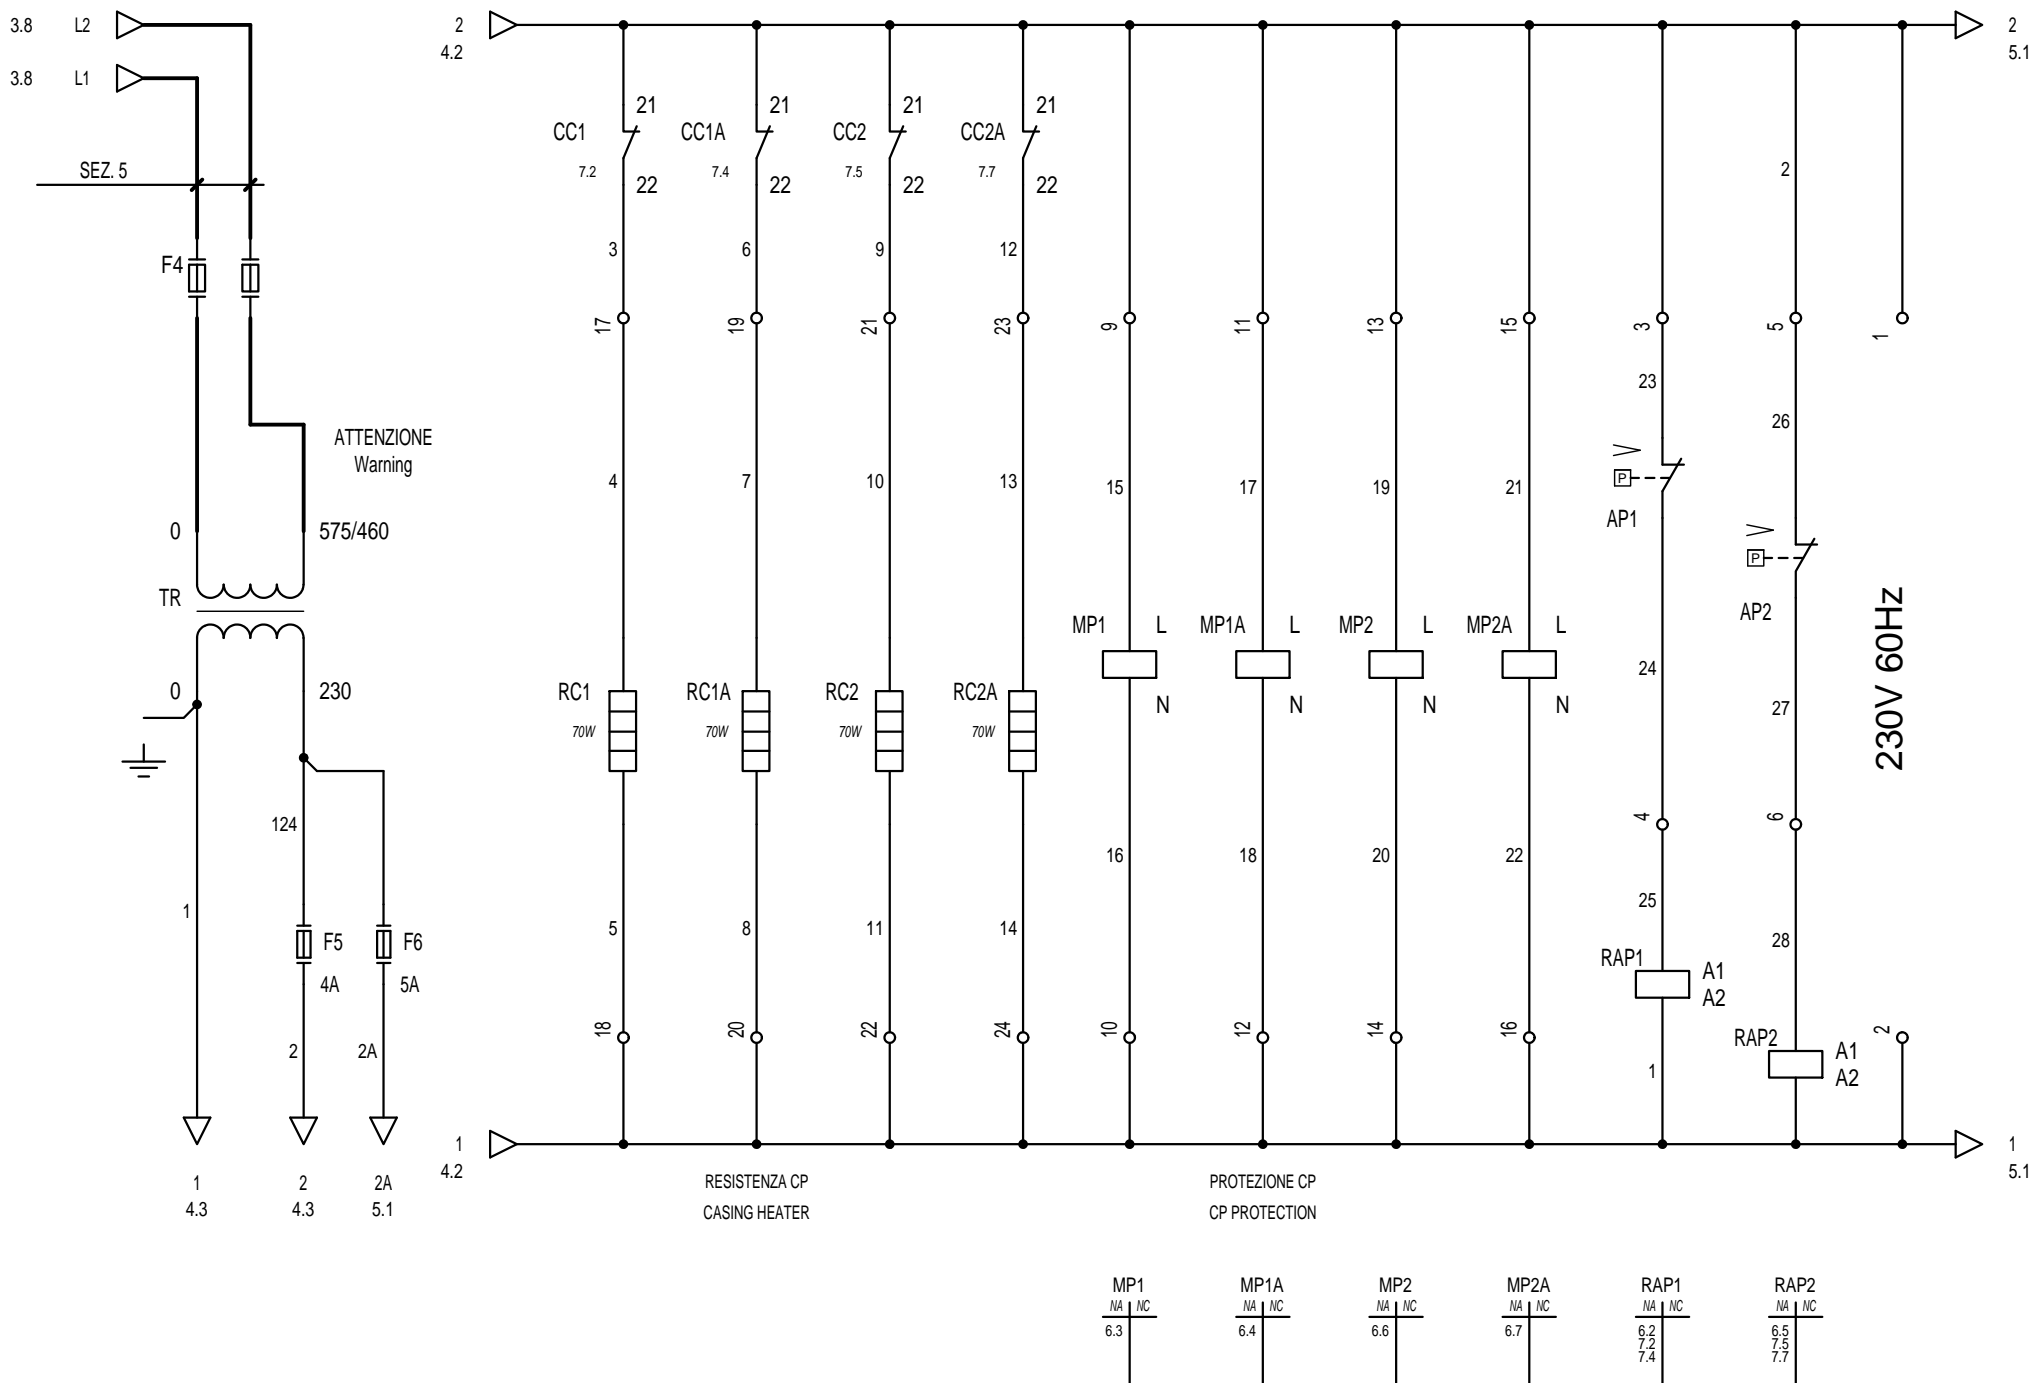 3.8 L2
3.8 L1
2
4.2
2
5.1
21 21 21 21
CC1 CC1A CC2 CC2A
7.2 7.4 7.5 7.7
22 22 22 22
SEZ. 5
2
3 6 9 12
F4
17 19 21 23 9 11 13 15 3 5 1
23
26
ATTENZIONE
Warning
4 7 10 13 15 17 19 21
P
AP1
0 575/460
P
AP2
TR
230V 60Hz
MP1 L MP1A L MP2 L MP2A L
N N N N
24
27
0 230
RC1 RC1A RC2 RC2A
70W 70W 70W 70W
124
4 6
16 18 20 22
25
28
1
5 8 11 14
F5 F6
4A 5A
RAP1 A1
A2
18 20 22 24 10 12 14 16 2
RAP2 A1
A2
2 2A
1
1
4.2
1
5.1
1 2 2A
4.3 4.3 5.1
RESISTENZA CP
CASING HEATER
PROTEZIONE CP
CP PROTECTION
MP1 MP1A MP2 MP2A RAP1 RAP2
NA NC NA NC NA NC NA NC NA NC NA NC
6.3 6.4 6.6 6.7 6.2 6.5
7.2 7.5
7.4 7.7